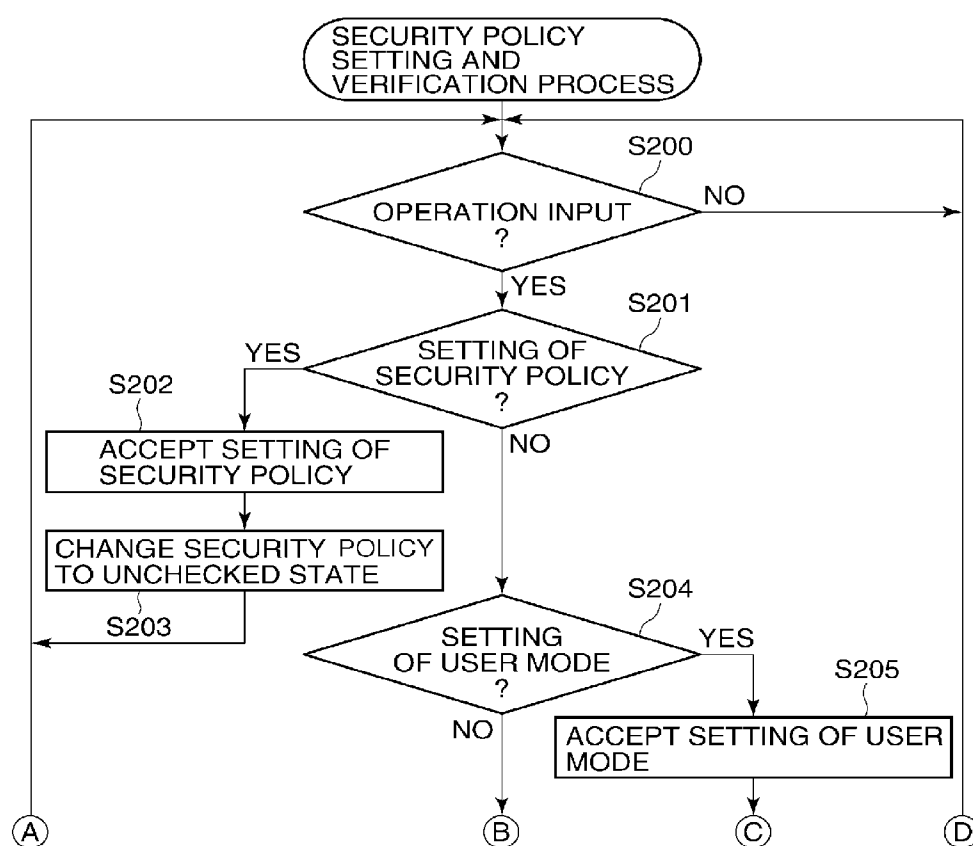 SECURITY POLICY
SETTING AND
VERIFICATION PROCESS
S200
OPERATION INPUT
?
NO
YES
S201
SETTING OF
SECURITY POLICY
?
YES
NO
S202
ACCEPT SETTING OF
SECURITY POLICY
CHANGE SECURITY POLICY
TO UNCHECKED STATE
S203
S204
SETTING
OF USER MODE
?
YES
NO
S205
ACCEPT SETTING OF USER
MODE
A
B
C
D